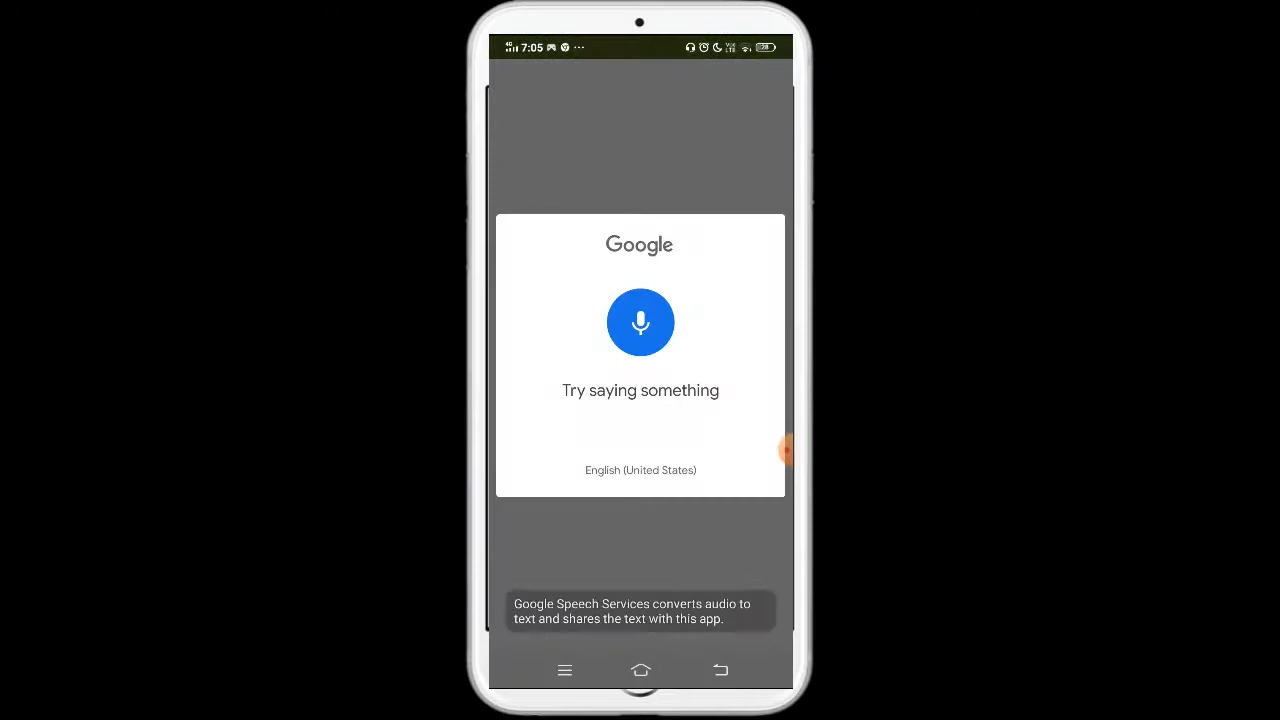 7:05
Google
Try saying something
English (United States)
Google Speech Services converts audio to
text and shares the text with this app.